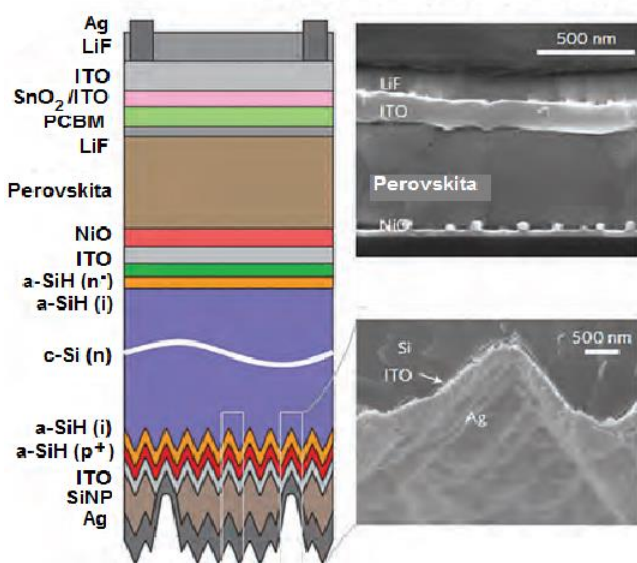 Ag
LiF
ITO
SnO2/ITO
PCBM
LiF
Perovskita
NiO
ITO
a-SiH (n-)
a-SiH (i)
c-Si (n)
a-SiH (i)
a-SiH (p+)
ITO
SiNP
Ag
500 nm
LiF
ITO
Perovskita
NiO
500 nm
Si
ITO
Ag